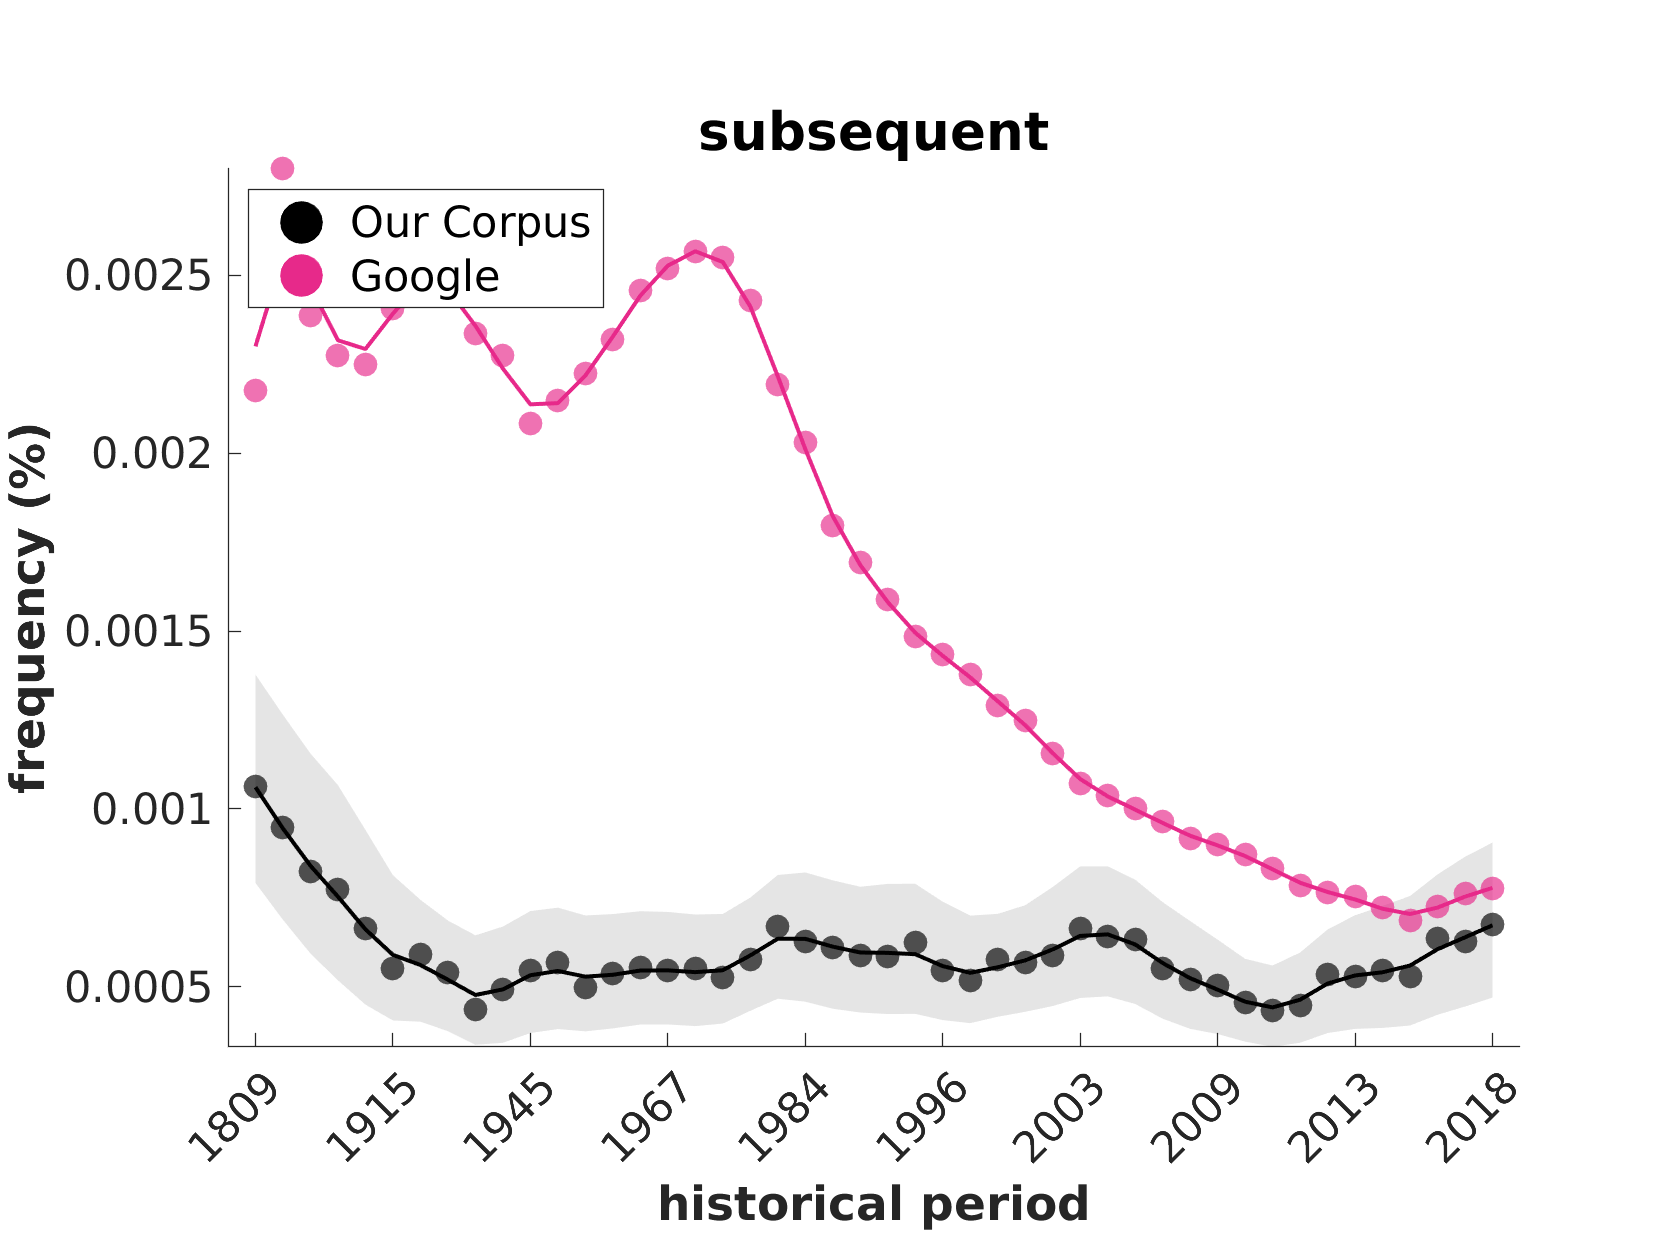 subsequent
Our Corpus
Google
0.0025
0.002
0.0015
0.001
0.0005
frequency (%)
1809 1915 1945 1967 1984 1996 2003 2009 2013 2018
historical period